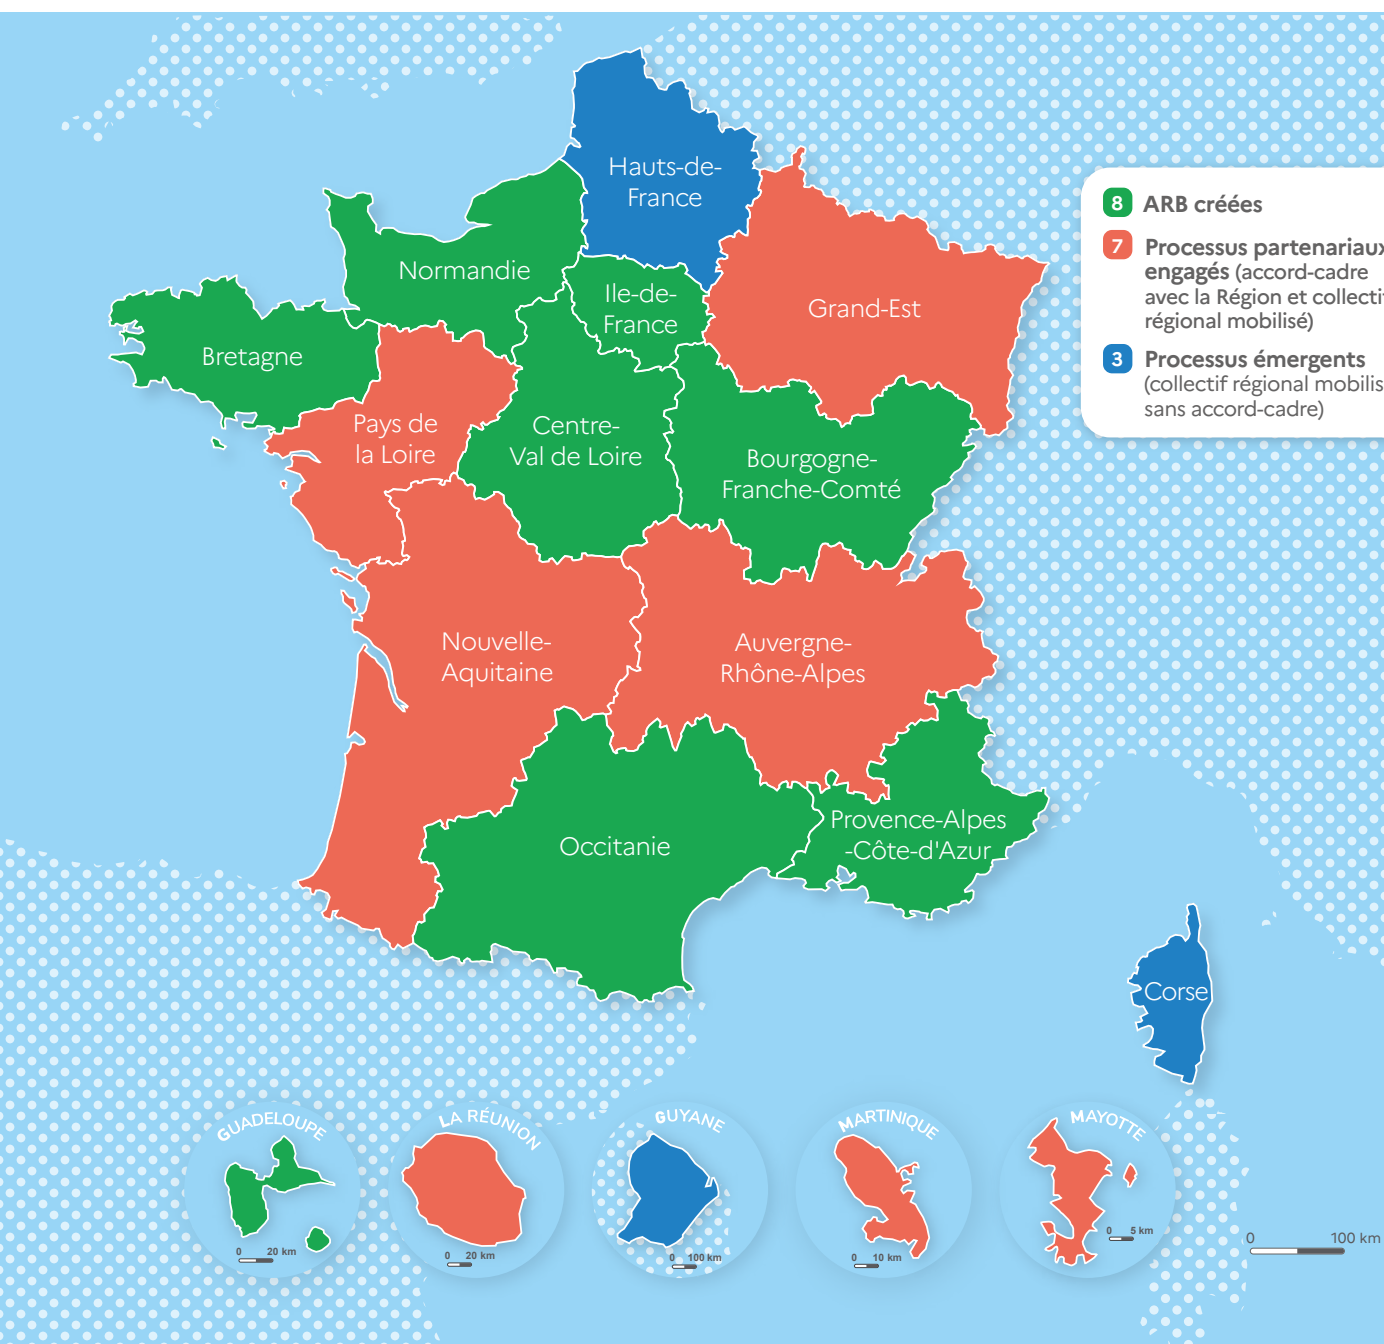 Hauts-de-
France
8 ARB créées
7 Processus partenariaux
engagés (accord-cadre
avec la Région et collectif
régional mobilisé)
3 Processus émergents
(collectif régional mobilis
sans accord-cadre)
Normandie
Ile-de-
France
Grand-Est
Bretagne
Pays de
la Loire
Centre-
Val de Loire
Bourgogne-
Franche-Comté
Nouvelle-
Aquitaine
Auvergne-
Rhône-Alpes
Occitanie
Provence-Alpes
-Côte-d'Azur
Corse
GUADELOUPE
0 20 km
LA RÉUNION
0 20 km
GUYANE
0 100 km
MARTINIQUE
0 10 km
MAYOTTE
0 5 km
0 100 km